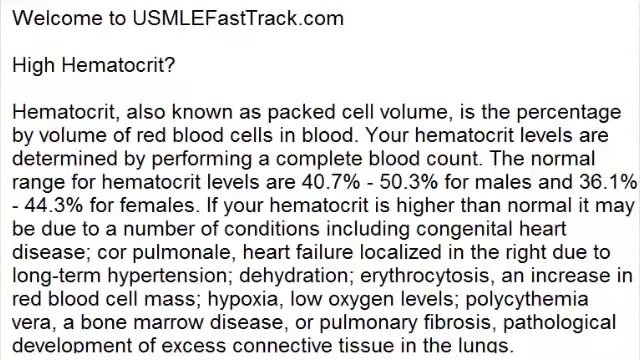 Welcome to USMLEFastTrack.com
High Hematocrit?
Hematocrit, also known as packed cell volume, is the percentage
by volume of red blood cells in blood. Your hematocrit levels are
determined by performing a complete blood count. The normal
range for hematocrit levels are 40.7% - 50.3% for males and 36.1%
- 44.3% for females. If your hematocrit is higher than normal it may
be due to a number of conditions including congenital heart
disease; cor pulmonale, heart failure localized in the right due to
long-term hypertension; dehydration; erythrocytosis, an increase in
red blood cell mass; hypoxia, low oxygen levels; polycythemia
vera, a bone marrow disease, or pulmonary fibrosis, pathological
development of excess connective tissue in the lungs.